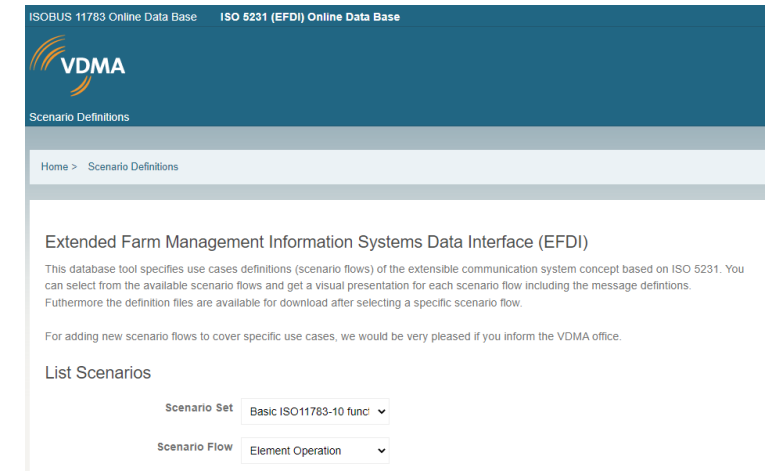 ISOBUS 11783 Online Data Base ISO 5231 (EFDI) Online Data Base
VDMA
Scenario Definitions
Home > Scenario Definitions
Extended Farm Management Information Systems Data Interface (EFDI)
This database tool specifies use cases definitions (scenario flows) of the extensible communication system concept based on ISO 5231. You
can select from the available scenario flows and get a visual presentation for each scenario flow including the message defintions.
Futhermore the definition files are available for download after selecting a specific scenario flow.
For adding new scenario flows to cover specific use cases, we would be very pleased if you inform the VDMA office.
List Scenarios
Scenario Set Basic ISO11783-10 funct
Scenario Flow Element Operation